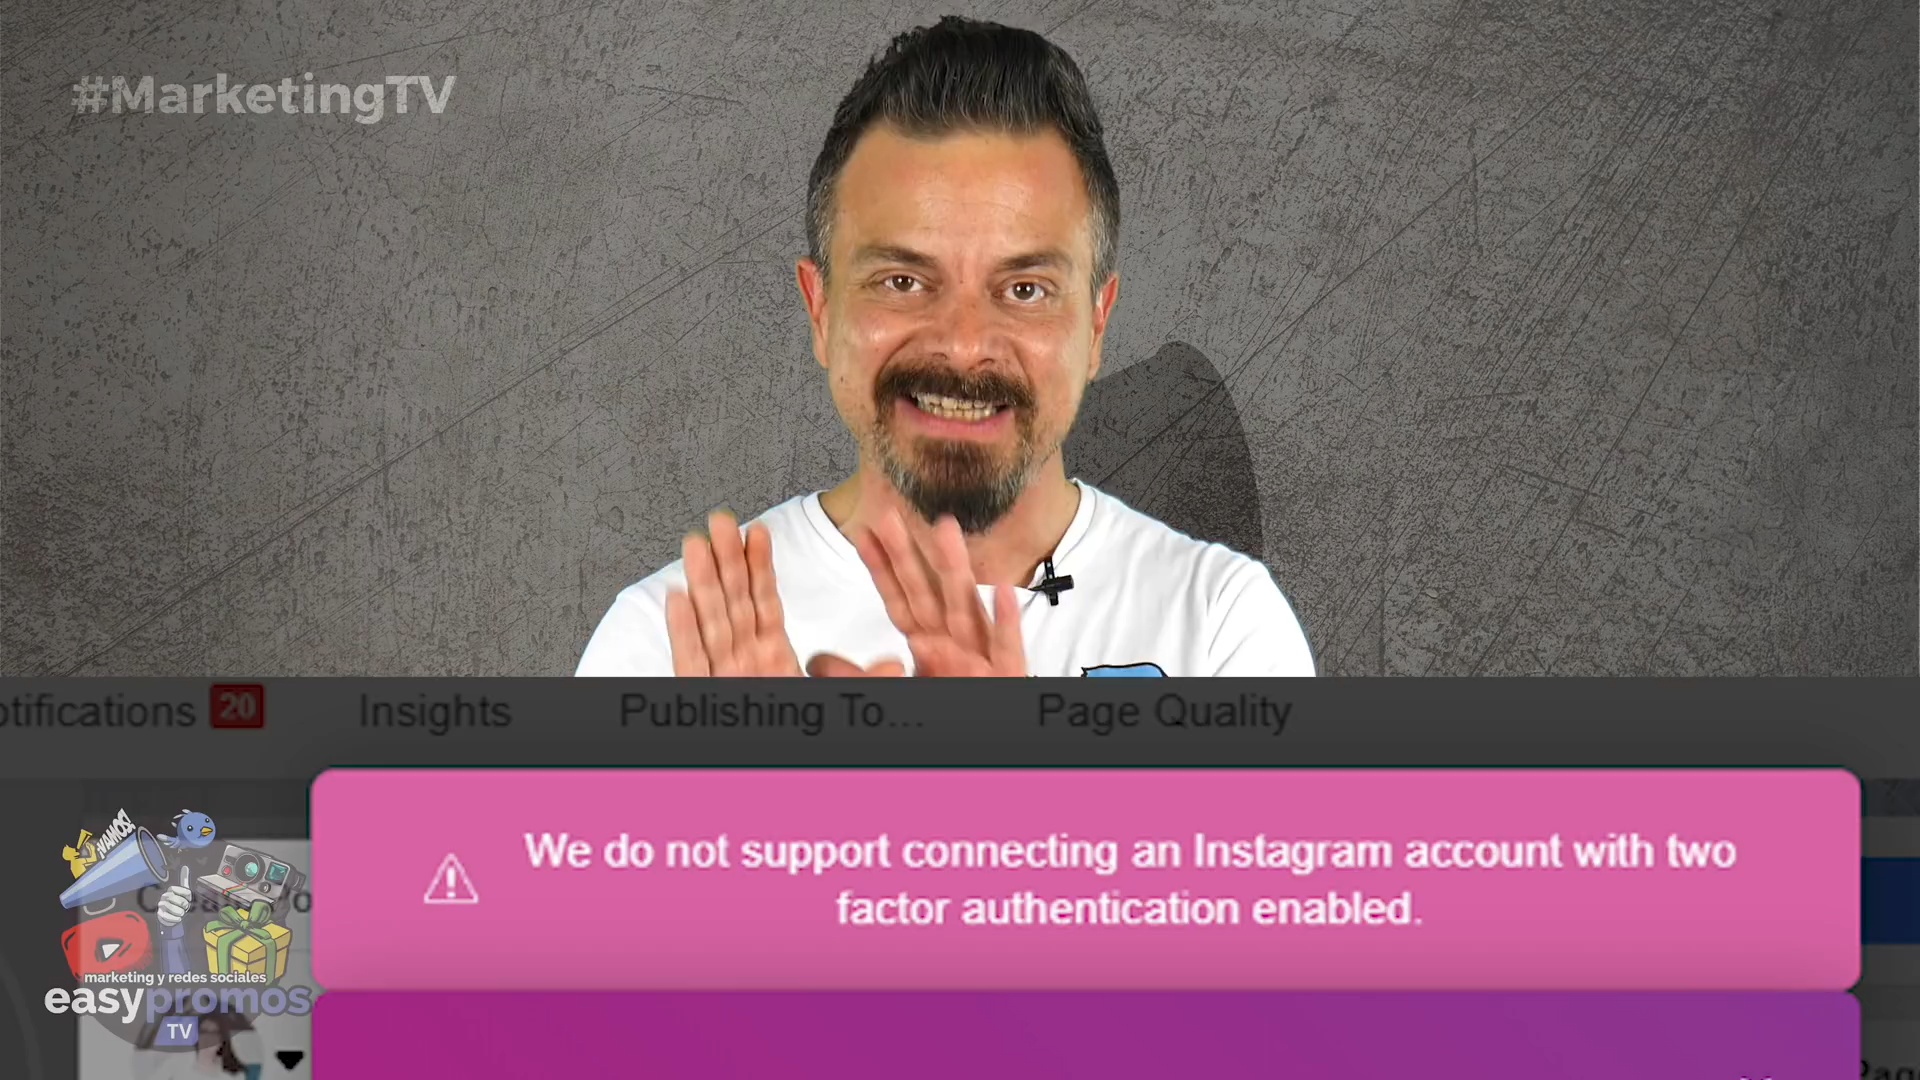 #MarketingTV
otifications 20 Insights Publishing To... Page Quality
We do not support connecting an Instagram account with two
factor authentication enabled.
¡VAMOS!
marketing y redes sociales
easypromos
TV